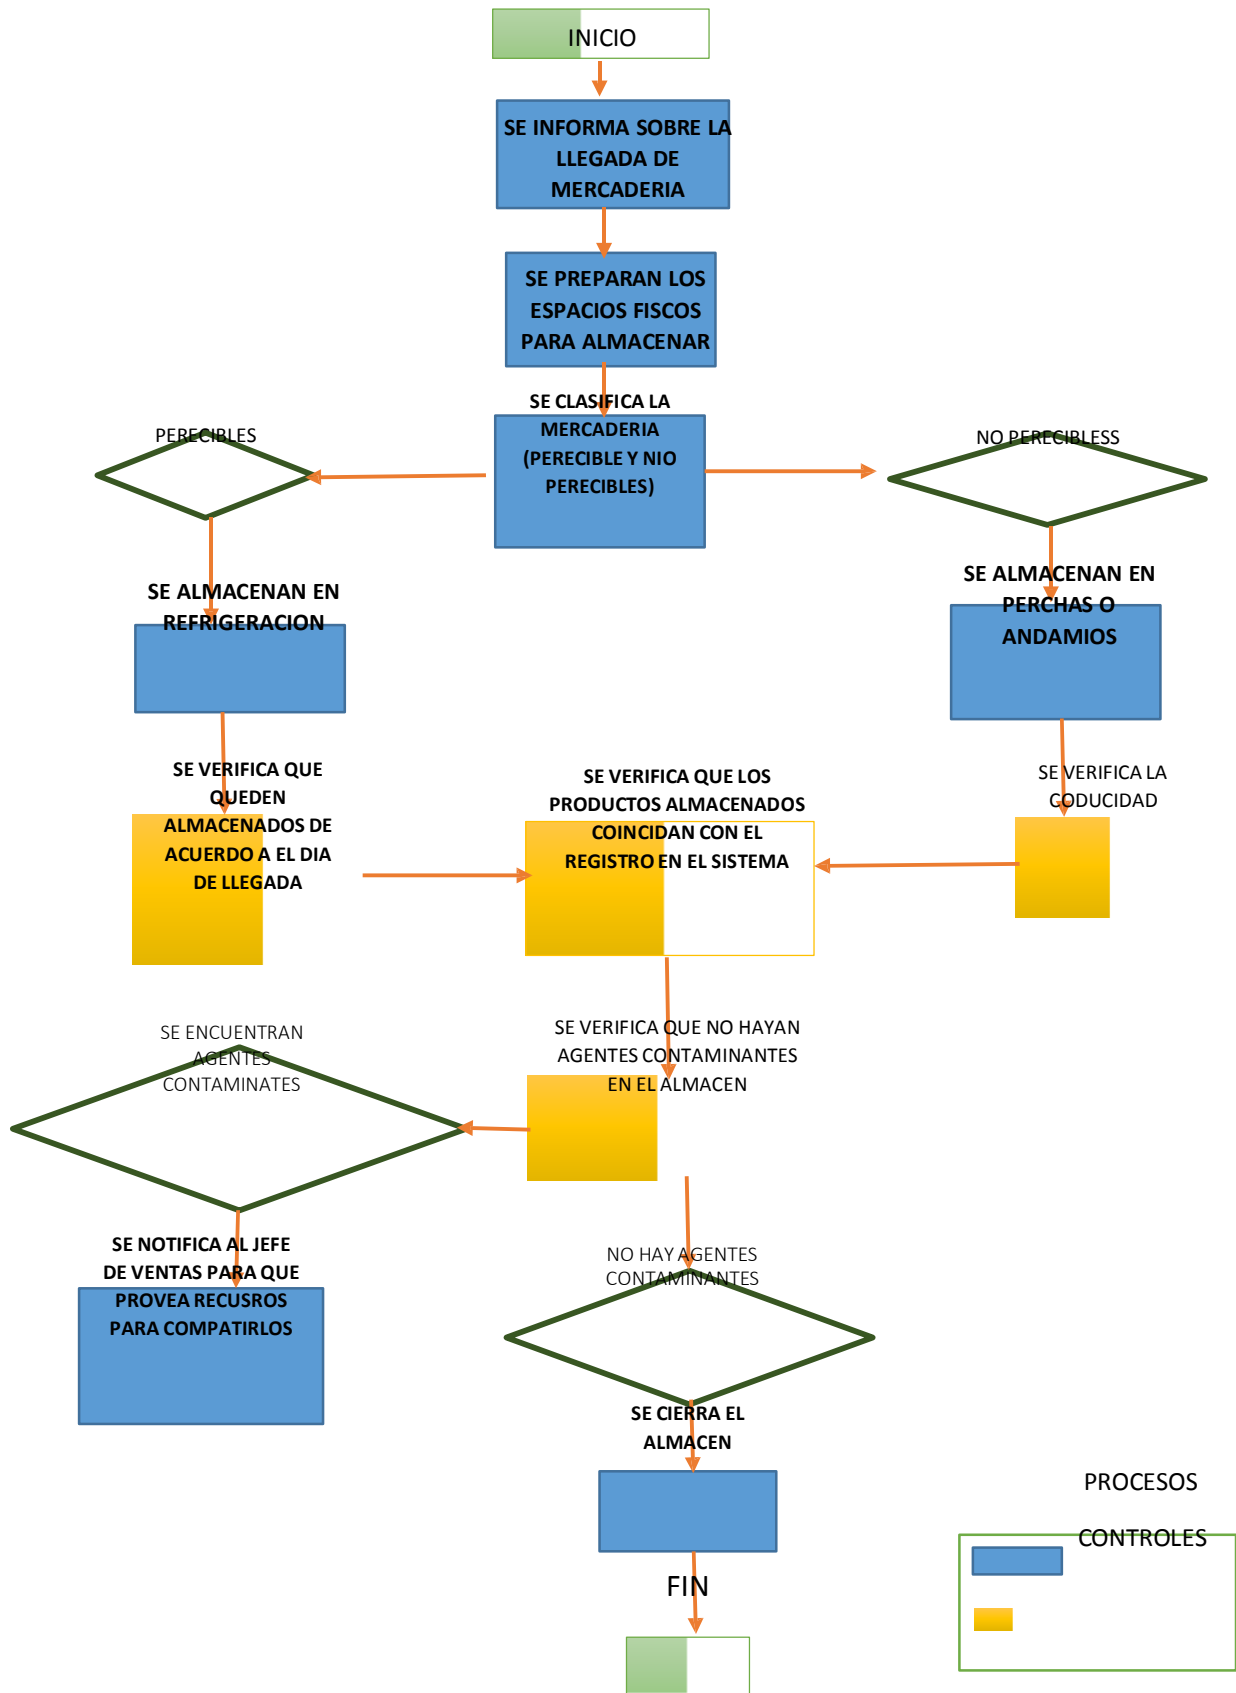 INICIO
SE INFORMA SOBRE LA
LLEGADA DE
MERCADERIA
SE PREPARAN LOS
ESPACIOS FISCOS
PARA ALMACENAR
SE CLASIFICA LA
MERCADERIA
(PERECIBLE Y NIO
PERECIBLES)
PERECIBLES
NO PERECIBLESS
SE ALMACENAN EN
REFRIGERACION
SE ALMACENAN EN
PERCHAS O
ANDAMIOS
SE VERIFICA QUE
QUEDEN
ALMACENADOS DE
ACUERDO A EL DIA
DE LLEGADA
SE VERIFICA QUE LOS
PRODUCTOS ALMACENADOS
COINCIDAN CON EL
REGISTRO EN EL SISTEMA
SE VERIFICA LA
CODUCIDAD
SE ENCUENTRAN
AGENTES
CONTAMINATES
SE VERIFICA QUE NO HAYAN
AGENTES CONTAMINANTES
EN EL ALMACEN
SE NOTIFICA AL JEFE
DE VENTAS PARA QUE
PROVEA RECUSROS
PARA COMPATIRLOS
NO HAY AGENTES
CONTAMINANTES
SE CIERRA EL
ALMACEN
FIN
PROCESOS
CONTROLES